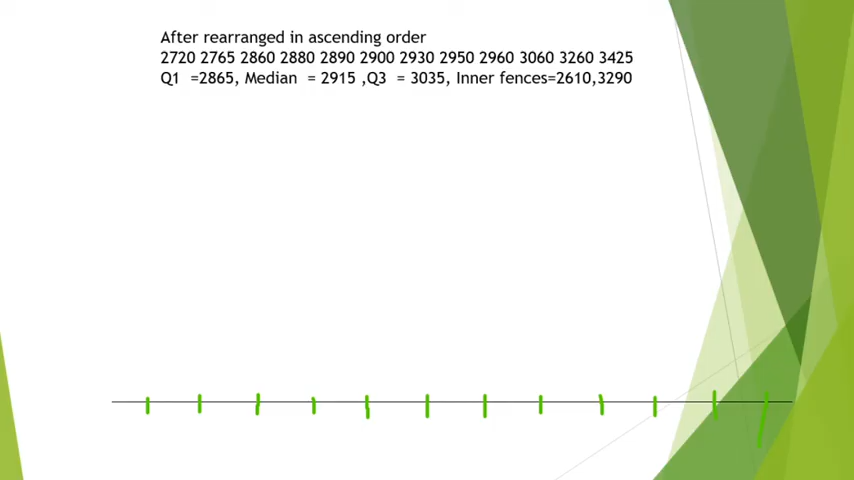 After rearranged in ascending order
2720 2765 2860 2880 2890 2900 2930 2950 2960 3060 3260 3425
Q1  =2865, Median  = 2915 ,Q3  = 3035, Inner fences=2610,3290